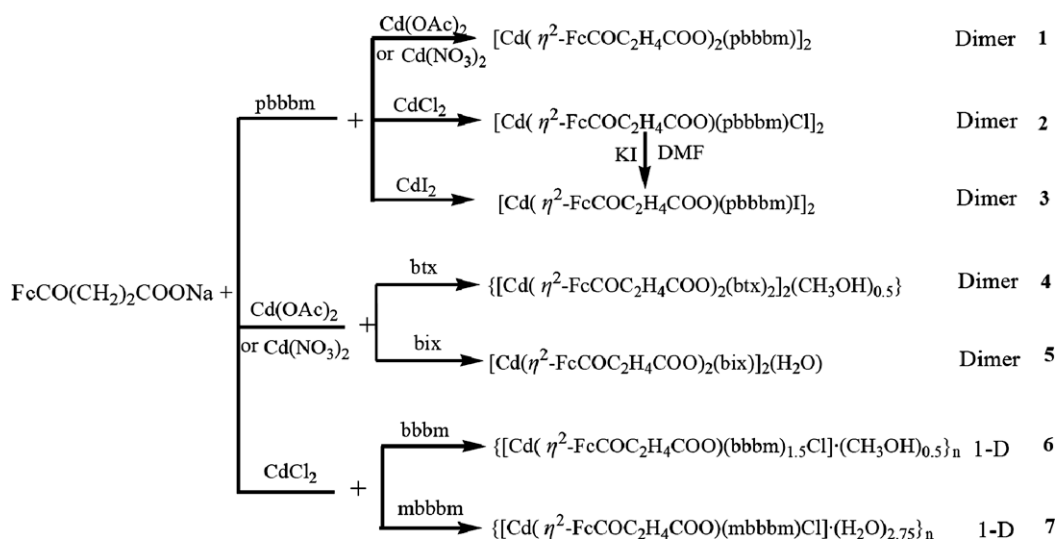 Cd(OAc)₂
or Cd(NO₃)₂
[Cd( η²-FcCOC₂H₄COO)₂(pbbbm)]₂ Dimer 1
pbbbm +
CdCl₂
[Cd( η²-FcCOC₂H₄COO)(pbbbm)Cl]₂ Dimer 2
KI DMF
CdI₂
[Cd( η²-FcCOC₂H₄COO)(pbbbm)I]₂ Dimer 3
FcCO(CH₂)₂COONa +
btx
{[Cd( η²-FcCOC₂H₄COO)₂(btx)₂]₂(CH₃OH)₀.₅} Dimer 4
Cd(OAc)₂
or Cd(NO₃)₂
+
bix
[Cd(η²-FcCOC₂H₄COO)₂(bix)]₂(H₂O) Dimer 5
bbbm
{[Cd( η²-FcCOC₂H₄COO)(bbbm)₁.₅Cl]·(CH₃OH)₀.₅}ₙ 1-D 6
CdCl₂ +
mbbbm
{[Cd( η²-FcCOC₂H₄COO)(mbbbm)Cl]·(H₂O)₂.₇₅}ₙ 1-D 7